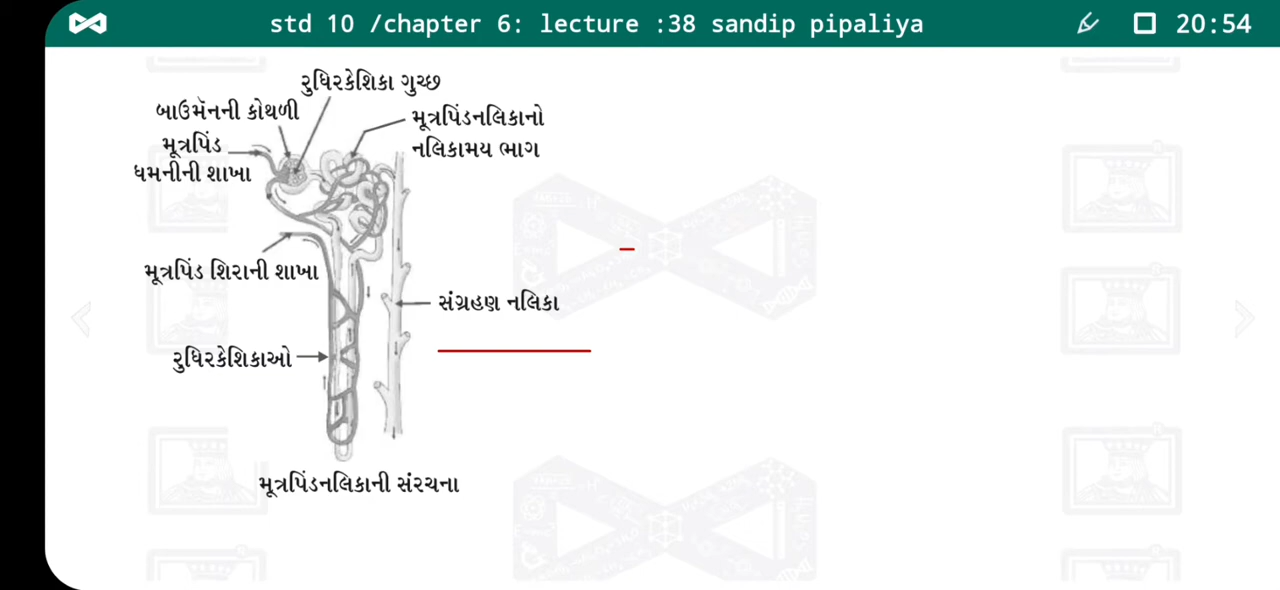 std 10 /chapter 6: lecture :38 sandip pipaliya
20:54
રુધિરકેશિકા ગુચ્છ
બાઉમૅનની કોથળી
મૂત્રપિંડનલિકાનો
નલિકામય ભાગ
મૂત્રપિંડ
ધમનીની શાખા
મૂત્રપિંડ શિરાની શાખા
સંગ્રહણ નલિકા
રુધિરકેશિકાઓ
મૂત્રપિંડનલિકાની સંરચના